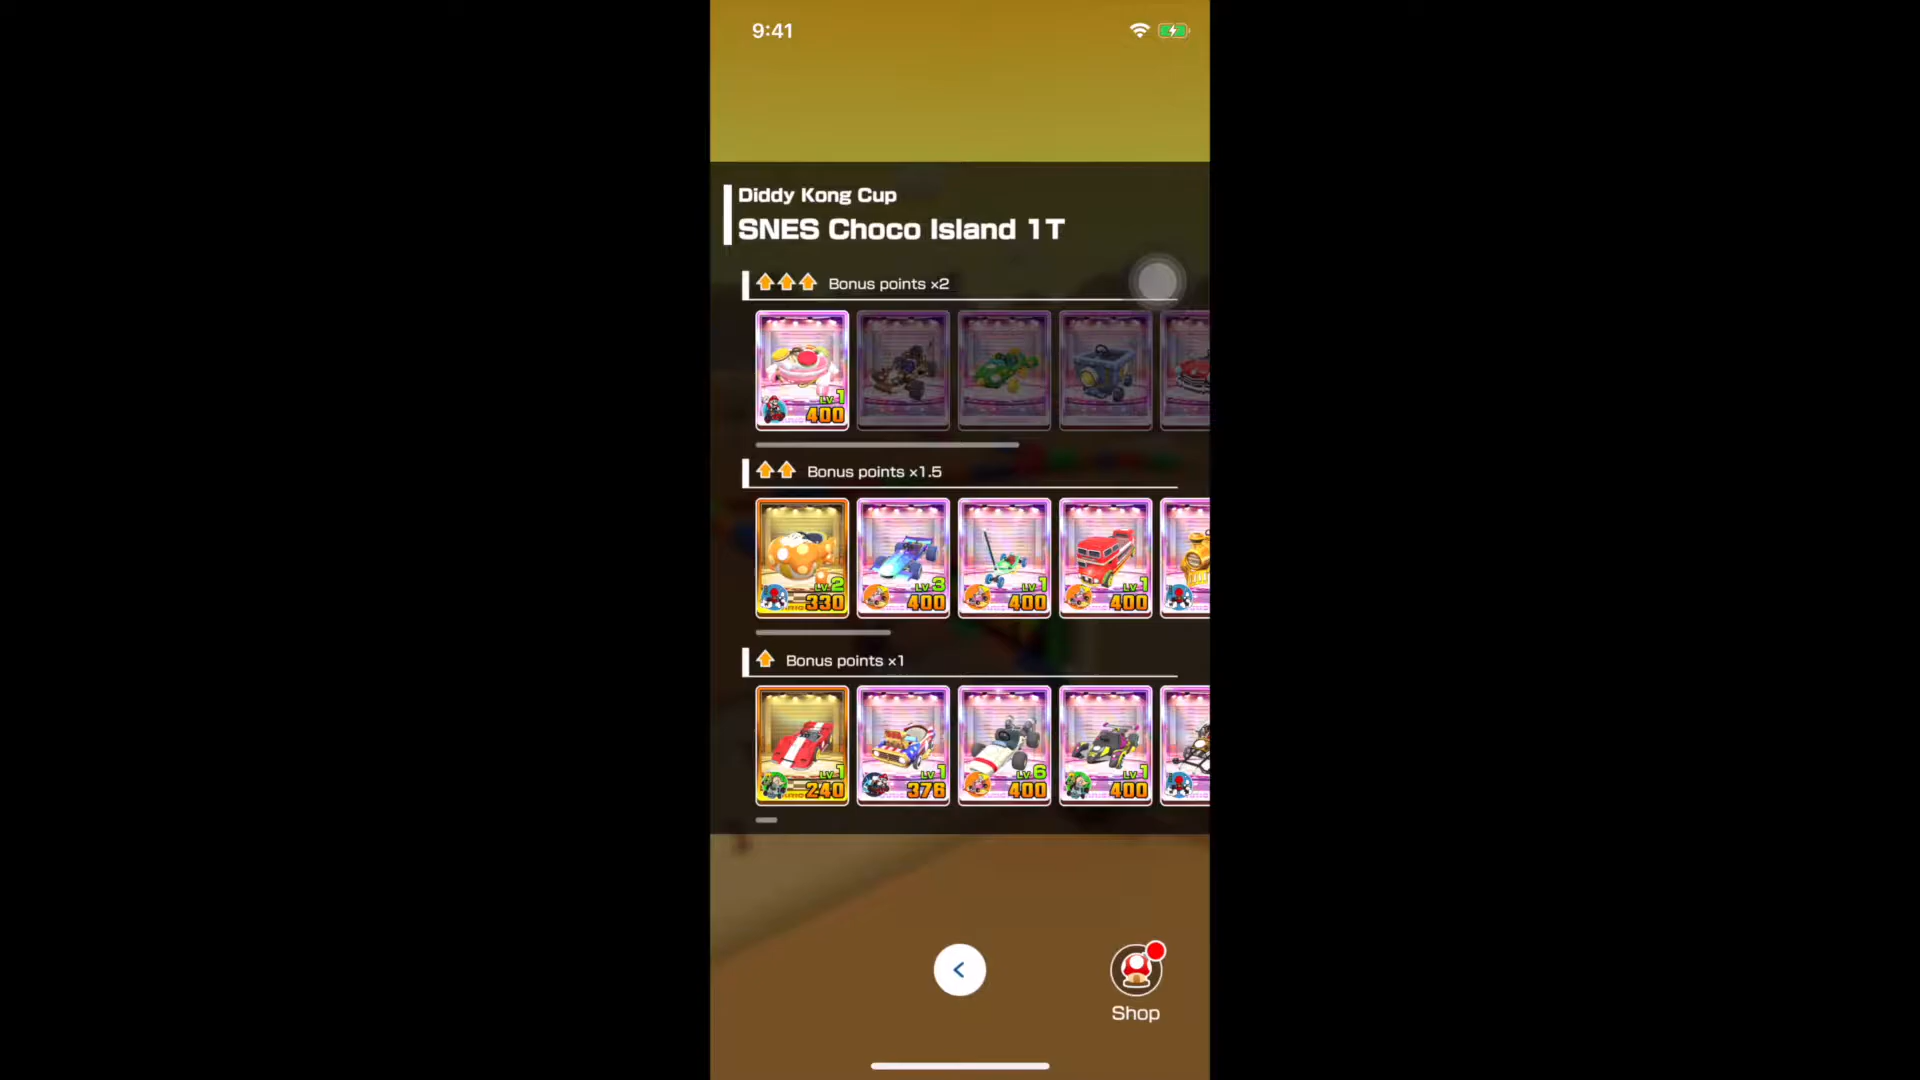 9:41
Diddy Kong Cup
SNES Choco Island 1T
Bonus points ×2
LV.1
400
Bonus points ×1.5
LV.2 LV.3 LV.1 LV.1
330 400 400 400
Bonus points ×1
LV.1 LV.1 LV.6 LV.1
240 376 400 400
Shop